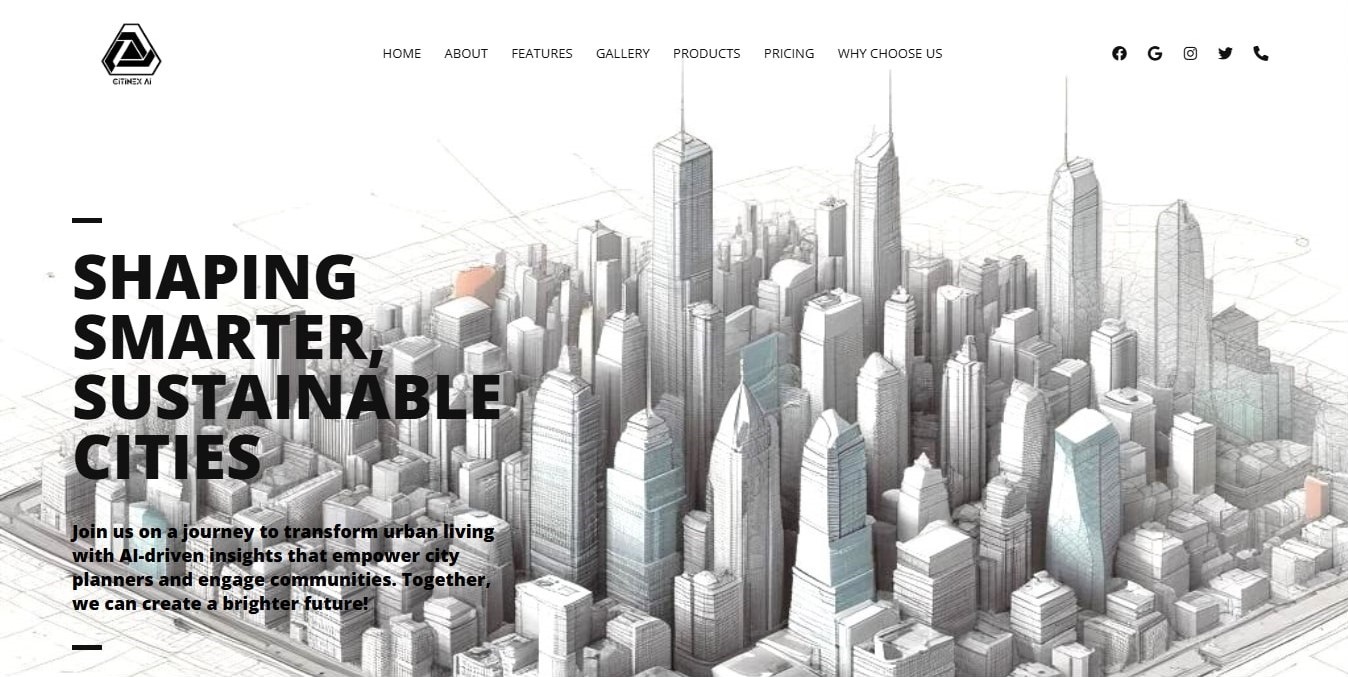 HOME ABOUT FEATURES GALLERY PRODUCTS PRICING WHY CHOOSE US
CITINEX Ai
SHAPING
SMARTER,
SUSTAINABLE
CITIES
Join us on a journey to transform urban living
with AI-driven insights that empower city
planners and engage communities. Together,
we can create a brighter future!